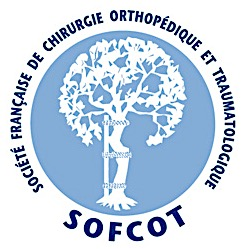 SOCIÉTÉ FRANÇAISE DE CHIRURGIE ORTHOPÉDIQUE ET TRAUMATOLOGIQUE
SOFCOT